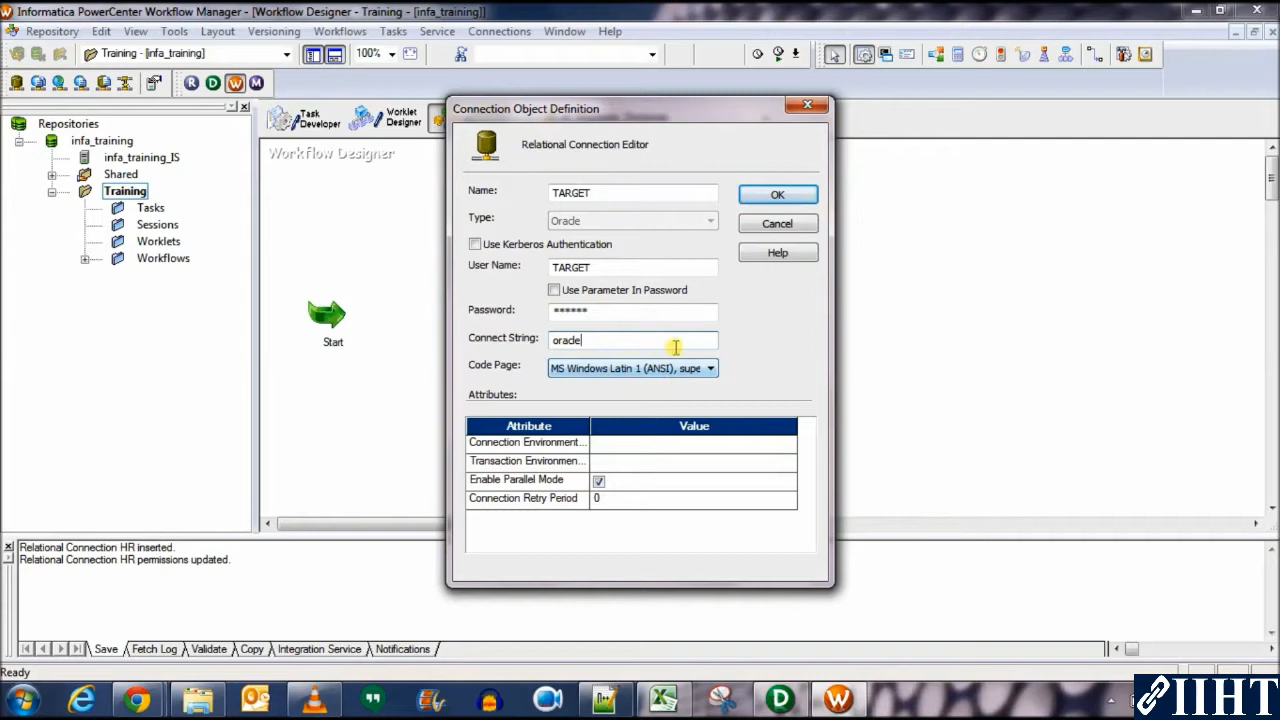 Informatica PowerCenter Workflow Manager - [Workflow Designer - Training - [infa_training]]
Repository Edit View Tools Layout Versioning Workflows Tasks Service Connections Window Help
Training - [infa_training] 100%
R D W M
Repositories
infa_training
infa_training_IS
Shared
Training
Tasks
Sessions
Worklets
Workflows
Task Developer
Worklet Designer
Workflow Designer
Start
Connection Object Definition
Relational Connection Editor
Name: TARGET OK
Type: Oracle Cancel
Use Kerberos Authentication
User Name: TARGET Help
Use Parameter In Password
Password: ******
Connect String: oracle
Code Page: MS Windows Latin 1 (ANSI), supe
Attributes:
Attribute Value
Connection Environment...
Transaction Environmen...
Enable Parallel Mode
Connection Retry Period 0
Relational Connection HR inserted.
Relational Connection HR permissions updated.
Save Fetch Log Validate Copy Integration Service Notifications
Ready
D W
IIHT